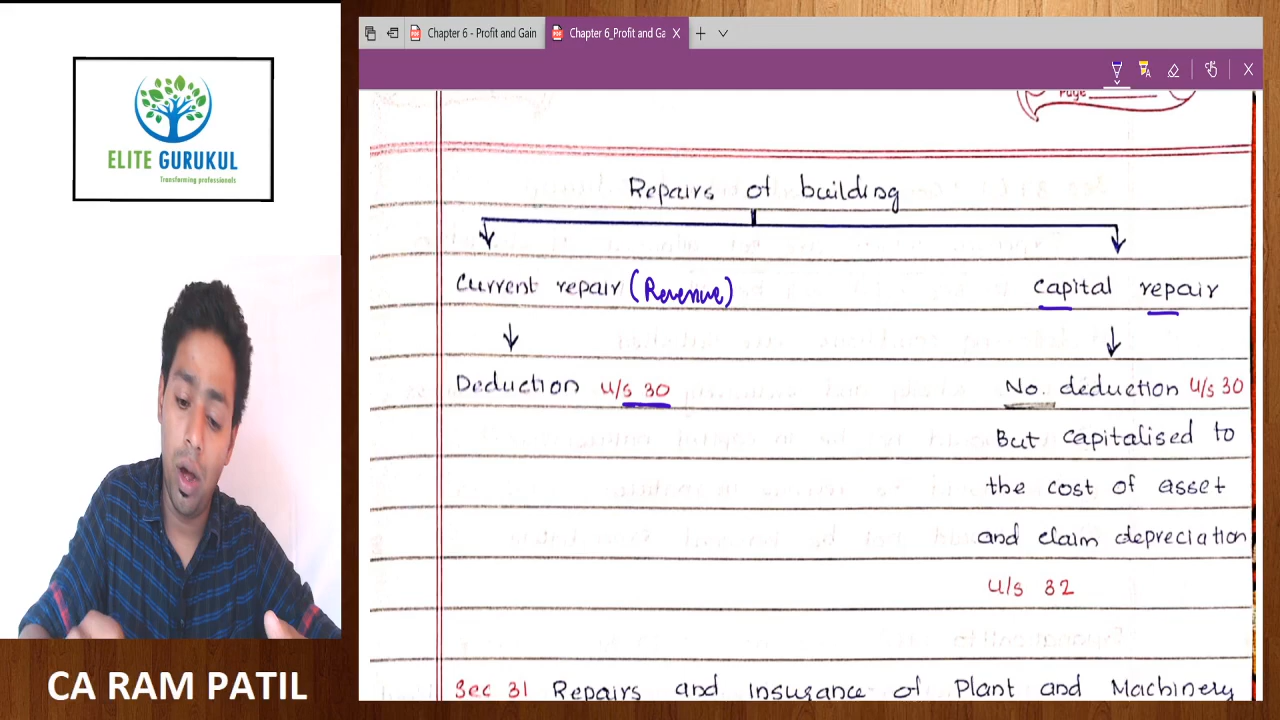 Chapter 6 - Profit and Gain
Chapter 6_Profit and Ga
ELITE GURUKUL
Transforming professionals
Page
Repairs of building
Current repair (Revenue)
Capital repair
Deduction u/s 30
No. deduction u/s 30
But capitalised to
the cost of asset
and claim depreciation
u/s 32
Sec 31 Repairs and insurance of Plant and Machinery
CA RAM PATIL